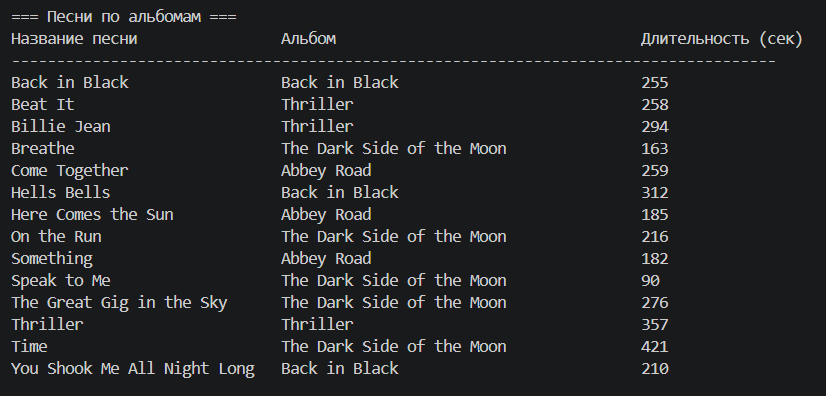 === Песни по альбомам ===
Название песни Альбом Длительность (сек)
-------------------------------------------------------------------------------------
Back in Black Back in Black 255
Beat It Thriller 258
Billie Jean Thriller 294
Breathe The Dark Side of the Moon 163
Come Together Abbey Road 259
Hells Bells Back in Black 312
Here Comes the Sun Abbey Road 185
On the Run The Dark Side of the Moon 216
Something Abbey Road 182
Speak to Me The Dark Side of the Moon 90
The Great Gig in the Sky The Dark Side of the Moon 276
Thriller Thriller 357
Time The Dark Side of the Moon 421
You Shook Me All Night Long Back in Black 210